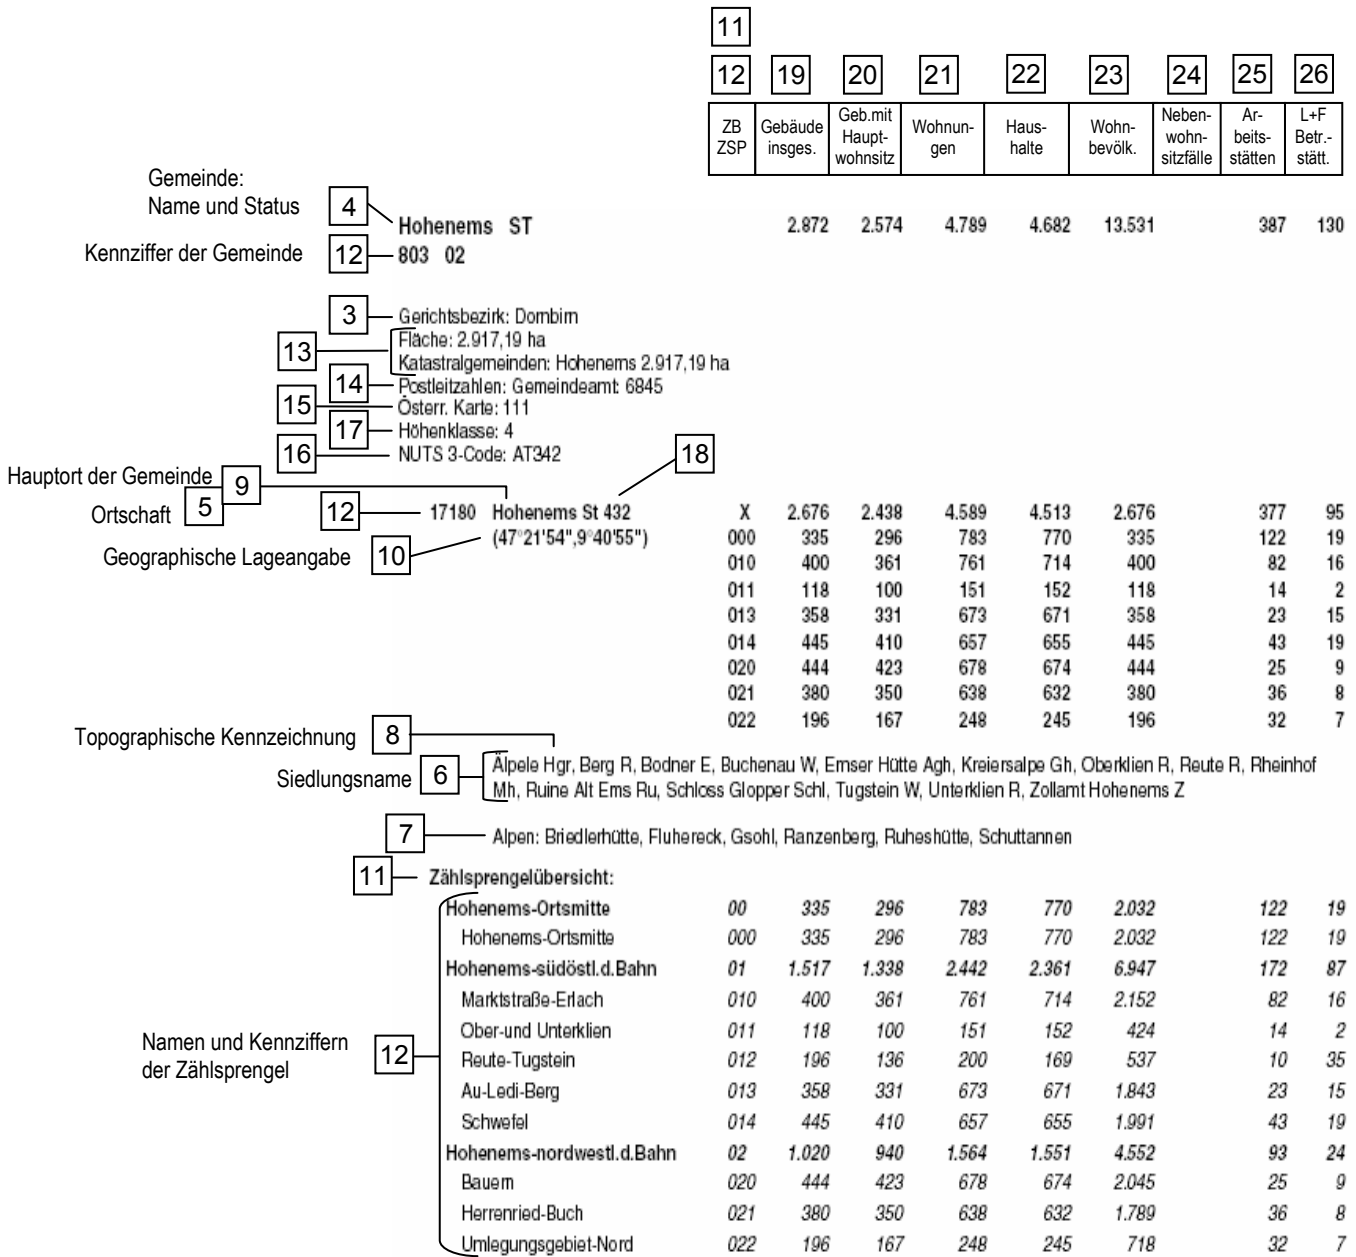 11
12 19 20 21 22 23 24 25 26
ZB ZSP Gebäude insges. Geb.mit Haupt- wohnsitz Wohnun- gen Haus- halte Wohn- bevölk. Neben- wohn- sitzfälle Ar- beits- stätten L+F Betr.- stätt.
Gemeinde:
Name und Status 4
Hohenems ST 2.872 2.574 4.789 4.682 13.531 387 130
Kennziffer der Gemeinde 12 803 02
3 Gerichtsbezirk: Dornbirn
13 Fläche: 2.917,19 ha
Katastralgemeinden: Hohenems 2.917,19 ha
14 Postleitzahlen: Gemeindeamt: 6845
15 Österr. Karte: 111
17 Höhenklasse: 4
16 NUTS 3-Code: AT342
18
Hauptort der Gemeinde 9
Ortschaft 5 12 17180 Hohenems St 432 X 2.676 2.438 4.589 4.513 2.676 377 95
(47°21'54",9°40'55") 000 335 296 783 770 335 122 19
Geographische Lageangabe 10 010 400 361 761 714 400 82 16
011 118 100 151 152 118 14 2
013 358 331 673 671 358 23 15
014 445 410 657 655 445 43 19
020 444 423 678 674 444 25 9
021 380 350 638 632 380 36 8
022 196 167 248 245 196 32 7
Topographische Kennzeichnung 8
Siedlungsname 6 Älpele Hgr, Berg R, Bodner E, Buchenau W, Emser Hütte Agh, Kreiersalpe Gh, Oberklien R, Reute R, Rheinhof
Mh, Ruine Alt Ems Ru, Schloss Glopper Schl, Tugstein W, Unterklien R, Zollamt Hohenems Z
7 Alpen: Briedlerhütte, Fluhereck, Gsohl, Ranzenberg, Ruheshütte, Schuttannen
11 Zählsprengelübersicht:
Hohenems-Ortsmitte 00 335 296 783 770 2.032 122 19
Hohenems-Ortsmitte 000 335 296 783 770 2.032 122 19
Hohenems-südöstl.d.Bahn 01 1.517 1.338 2.442 2.361 6.947 172 87
Marktstraße-Erlach 010 400 361 761 714 2.152 82 16
Ober-und Unterklien 011 118 100 151 152 424 14 2
Namen und Kennziffern
der Zählsprengel 12
Reute-Tugstein 012 196 136 200 169 537 10 35
Au-Ledi-Berg 013 358 331 673 671 1.843 23 15
Schwefel 014 445 410 657 655 1.991 43 19
Hohenems-nordwestl.d.Bahn 02 1.020 940 1.564 1.551 4.552 93 24
Bauern 020 444 423 678 674 2.045 25 9
Herrenried-Buch 021 380 350 638 632 1.789 36 8
Umlegungsgebiet-Nord 022 196 167 248 245 718 32 7